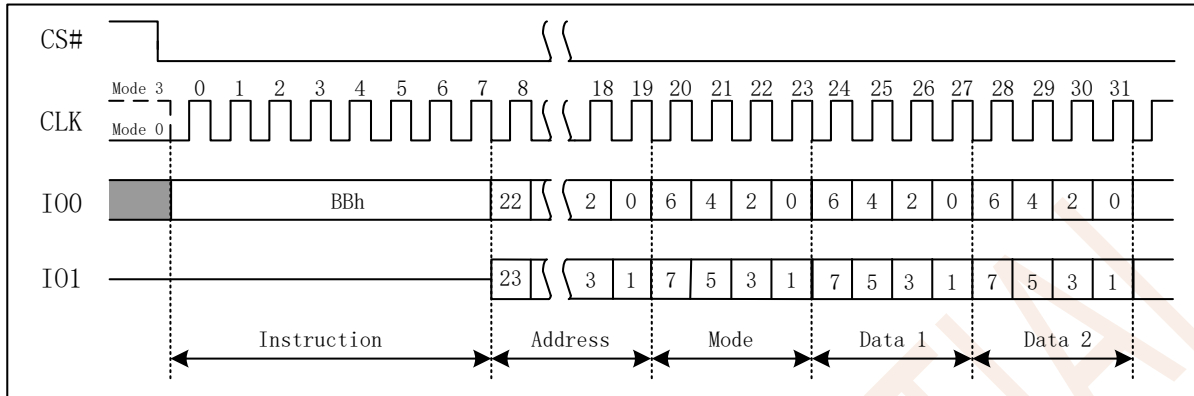 CS#
Mode 3 0 1 2 3 4 5 6 7 8 18 19 20 21 22 23 24 25 26 27 28 29 30 31
CLK
Mode 0
IO0 BBh 22 2 0 6 4 2 0 6 4 2 0 6 4 2 0
IO1 23 3 1 7 5 3 1 7 5 3 1 7 5 3 1
Instruction Address Mode Data 1 Data 2